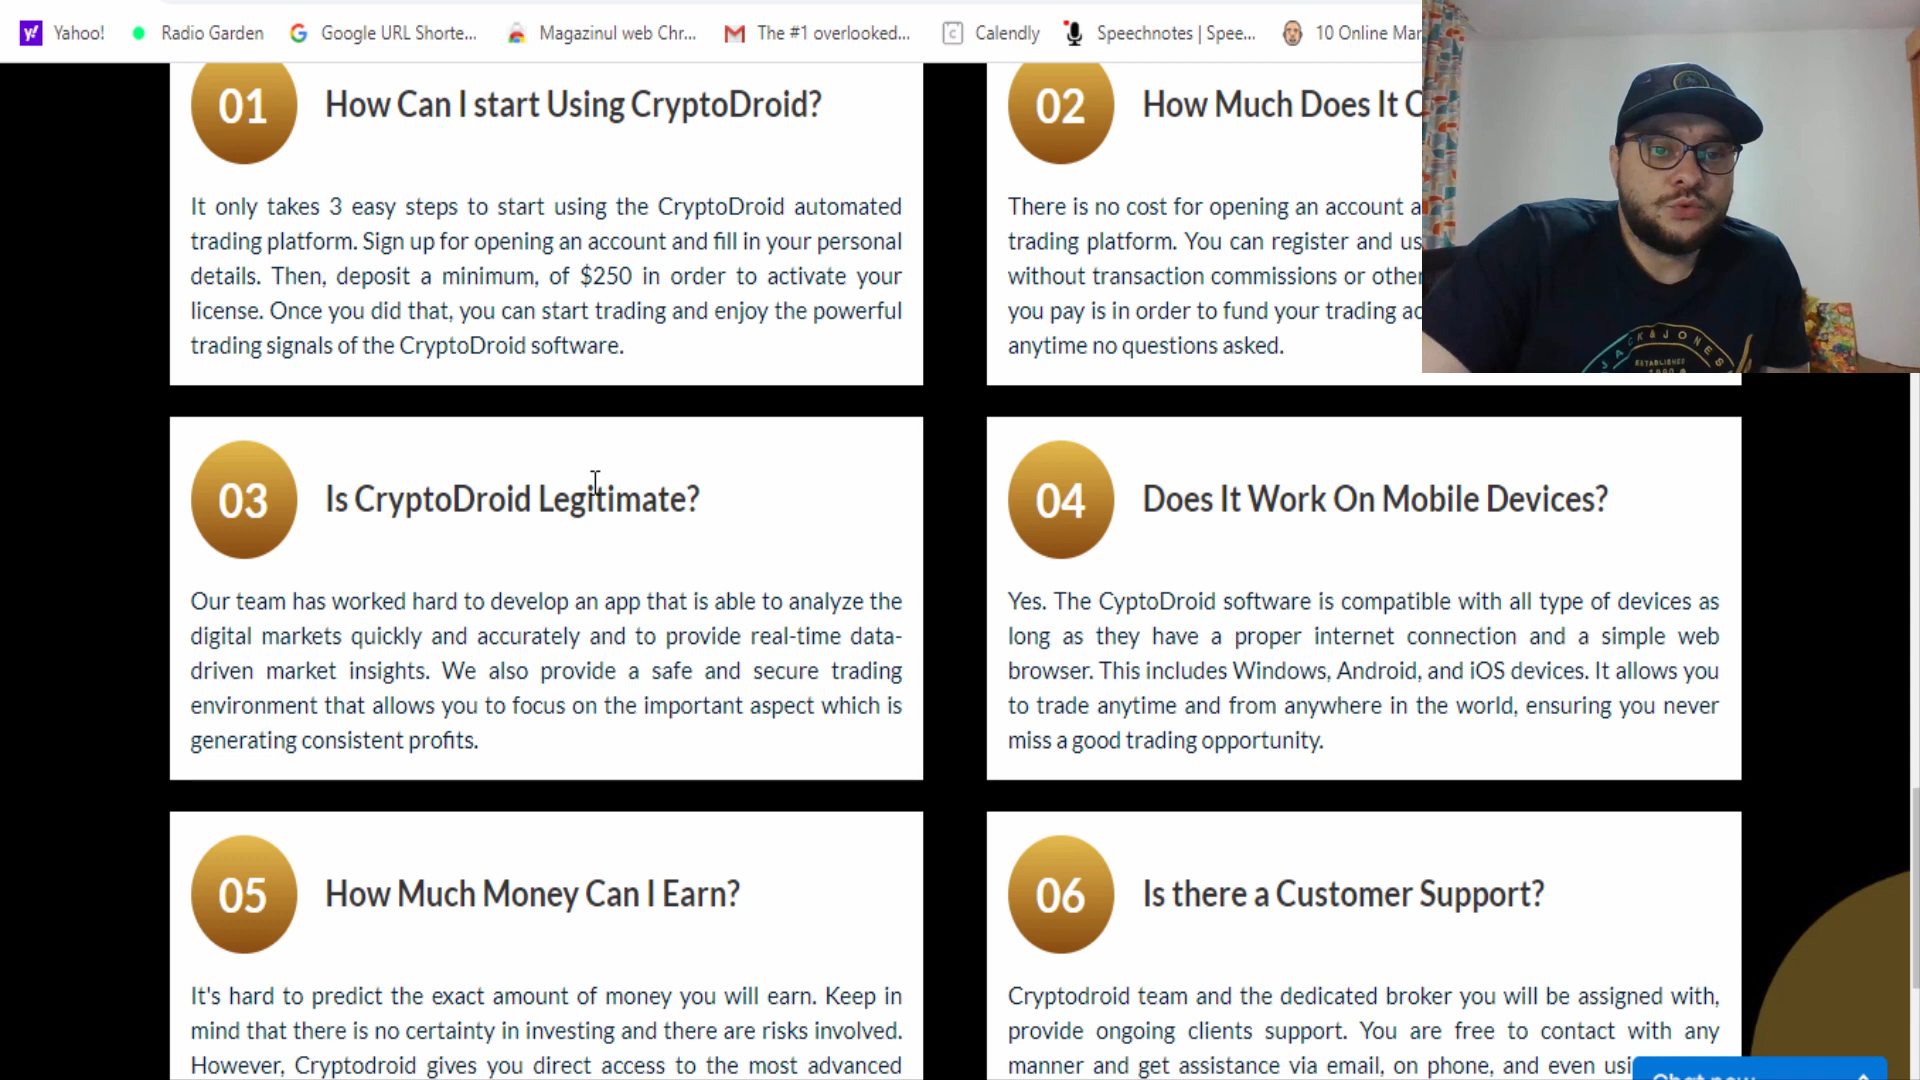 Yahoo!
Radio Garden
Google URL Shorte...
Magazinul web Chr...
The #1 overlooked...
Calendly
Speechnotes | Spee...
10 Online Mar
01
How Can I start Using CryptoDroid?
It only takes 3 easy steps to start using the CryptoDroid automated
trading platform. Sign up for opening an account and fill in your personal
details. Then, deposit a minimum, of $250 in order to activate your
license. Once you did that, you can start trading and enjoy the powerful
trading signals of the CryptoDroid software.
02
How Much Does It C
There is no cost for opening an account a
trading platform. You can register and us
without transaction commissions or other
you pay is in order to fund your trading ac
anytime no questions asked.
JACK & JONES
ESTABLISHED
1990
03
Is CryptoDroid Legitimate?
Our team has worked hard to develop an app that is able to analyze the
digital markets quickly and accurately and to provide real-time data-
driven market insights. We also provide a safe and secure trading
environment that allows you to focus on the important aspect which is
generating consistent profits.
04
Does It Work On Mobile Devices?
Yes. The CyptoDroid software is compatible with all type of devices as
long as they have a proper internet connection and a simple web
browser. This includes Windows, Android, and iOS devices. It allows you
to trade anytime and from anywhere in the world, ensuring you never
miss a good trading opportunity.
05
How Much Money Can I Earn?
It's hard to predict the exact amount of money you will earn. Keep in
mind that there is no certainty in investing and there are risks involved.
However, Cryptodroid gives you direct access to the most advanced
06
Is there a Customer Support?
Cryptodroid team and the dedicated broker you will be assigned with,
provide ongoing clients support. You are free to contact with any
manner and get assistance via email, on phone, and even usi
Chat now